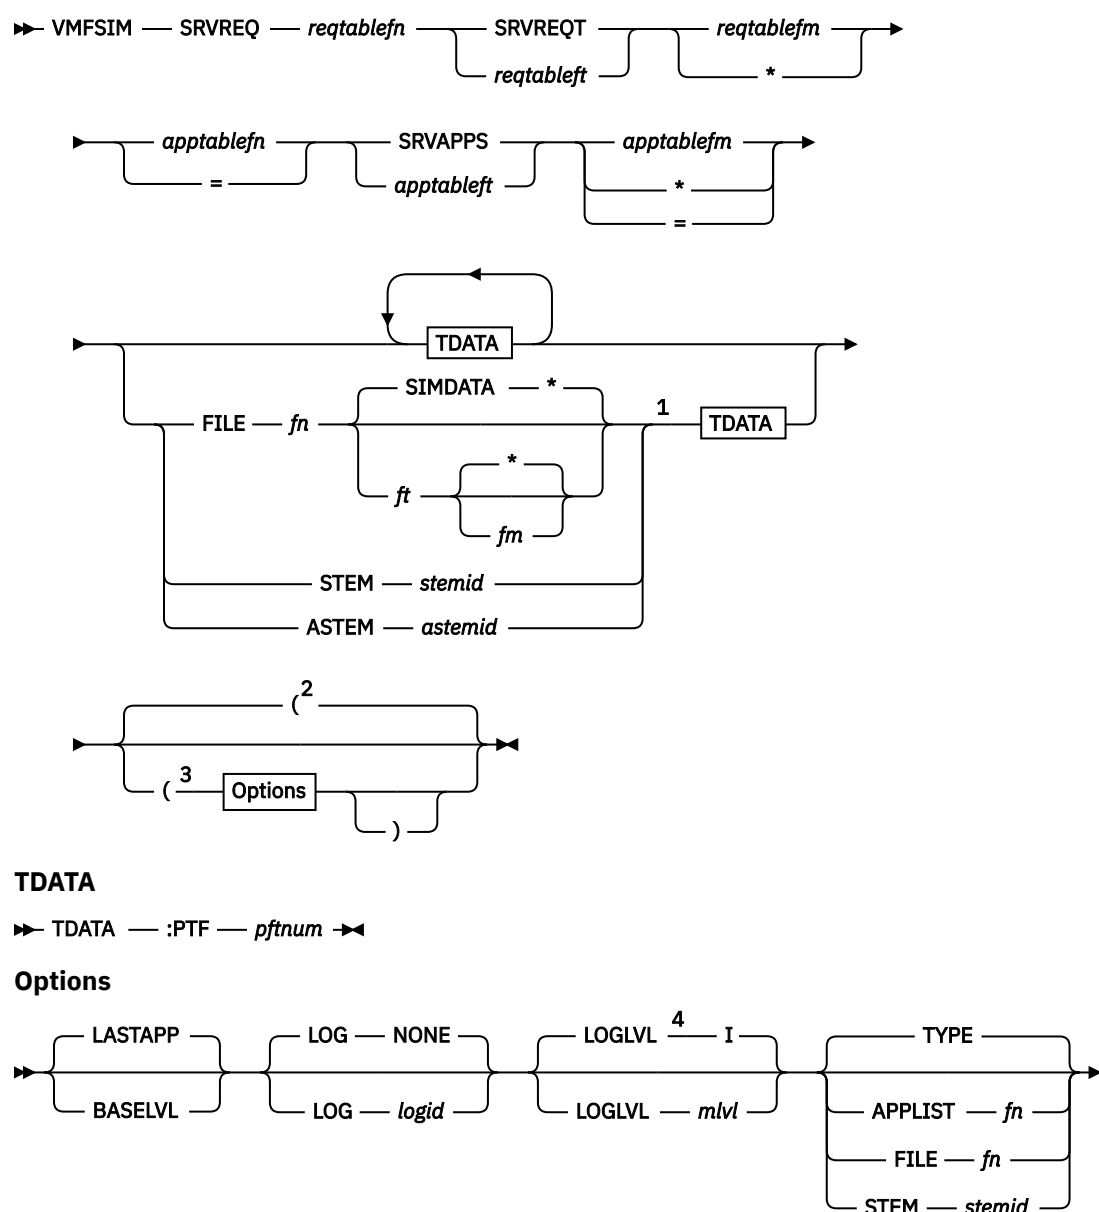 VMFSIM SRVREQ reqtablefn SRVREQT reqtablefm
reqtableft *
apptablefn SRVAPPS apptablefm
= apptableft *
=
TDATA
SIMDATA *
FILE fn 1 TDATA
*
ft
fm
STEM stemid
ASTEM astemid
( 2
( 3 Options
)
TDATA
TDATA :PTF pftnum
Options
LASTAPP LOG NONE LOGLVL 4 I TYPE
BASELVL LOG logid LOGLVL mlvl APPLIST fn
FILE fn
STEM stemid